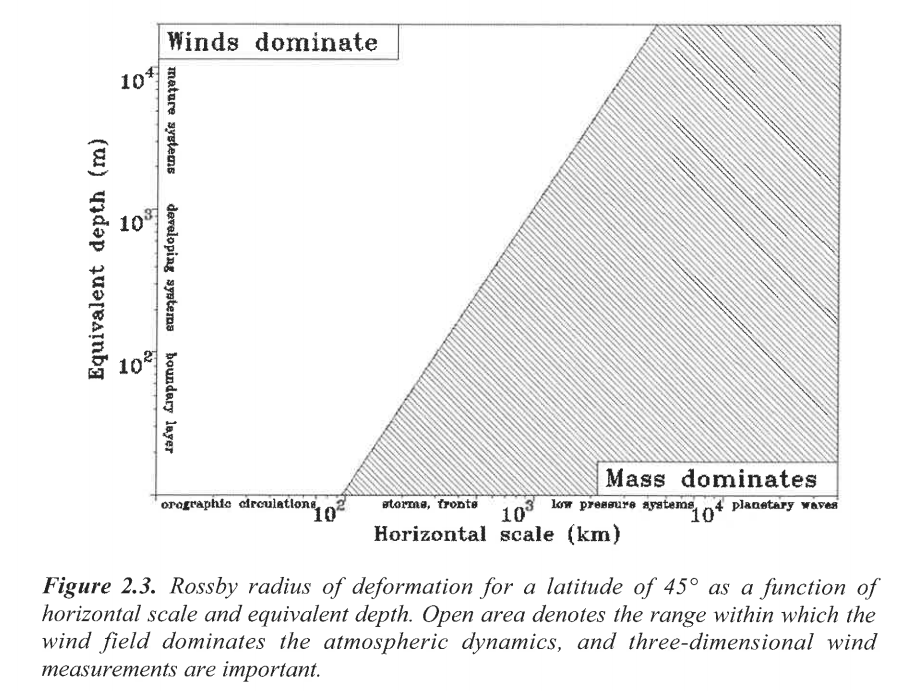 Winds dominate
10⁴
10³
10²
Equivalent depth (m)
mature systems developing systems boundary layer
Mass dominates
orographic circulations storms, fronts low pressure systems planetary waves
10² 10³ 10⁴
Horizontal scale (km)
Figure 2.3. Rossby radius of deformation for a latitude of 45° as a function of
horizontal scale and equivalent depth. Open area denotes the range within which the
wind field dominates the atmospheric dynamics, and three-dimensional wind
measurements are important.